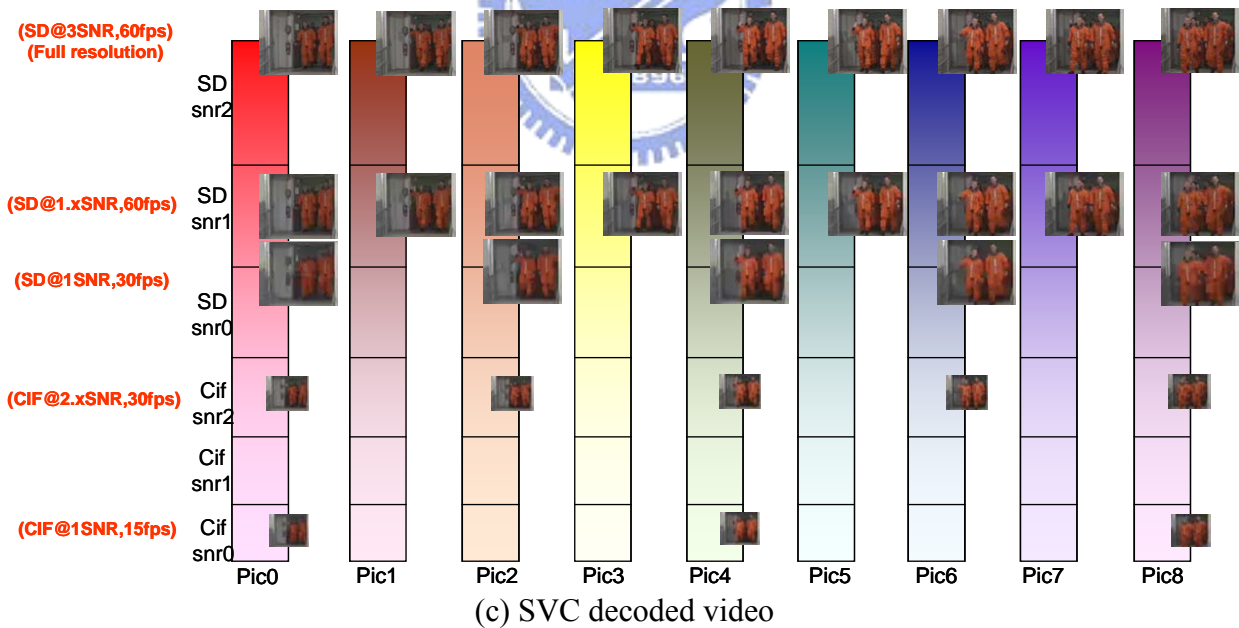 (SD@3SNR,60fps)
(Full resolution)
SD
snr2
896
(SD@1.xSNR,60fps)
SD
snr1
(SD@1SNR,30fps)
SD
snr0
(CIF@2.xSNR,30fps)
Cif
snr2
Cif
snr1
(CIF@1SNR,15fps)
Cif
snr0
Pic0 Pic1 Pic2 Pic3 Pic4 Pic5 Pic6 Pic7 Pic8
(c) SVC decoded video